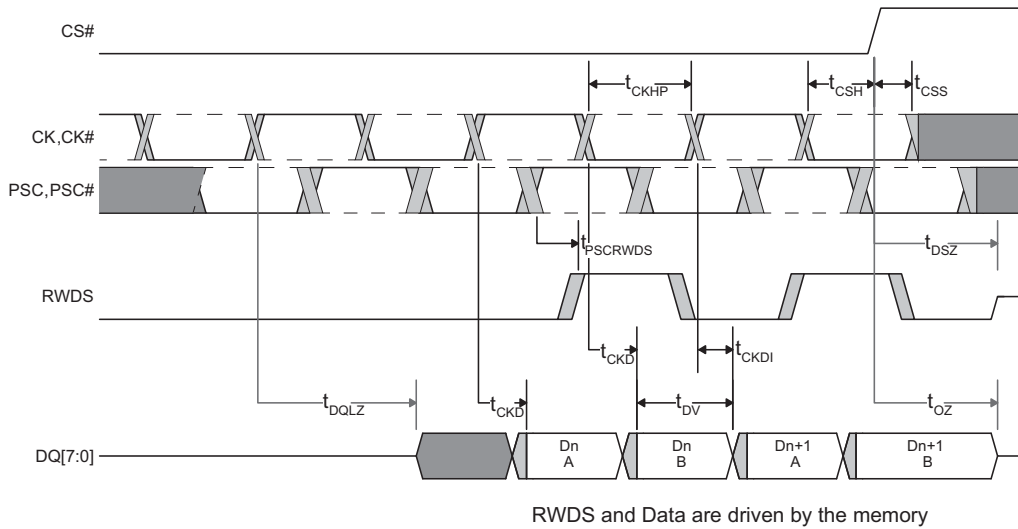 CS#
tCKHP
tCSH
tCSS
CK,CK#
PSC,PSC#
tPSCRWDS
tDSZ
RWDS
tCKD
tCKDI
tDQLZ
tCKD
tDV
tOZ
DQ[7:0]
Dn A
Dn B
Dn+1 A
Dn+1 B
RWDS and Data are driven by the memory